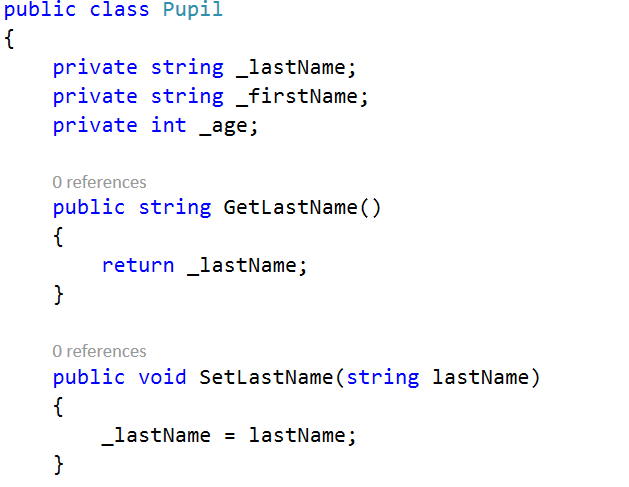 public class Pupil
{
private string _lastName;
private string _firstName;
private int _age;
0 references
public string GetLastName()
{
return _lastName;
}
0 references
public void SetLastName(string lastName)
{
_lastName = lastName;
}